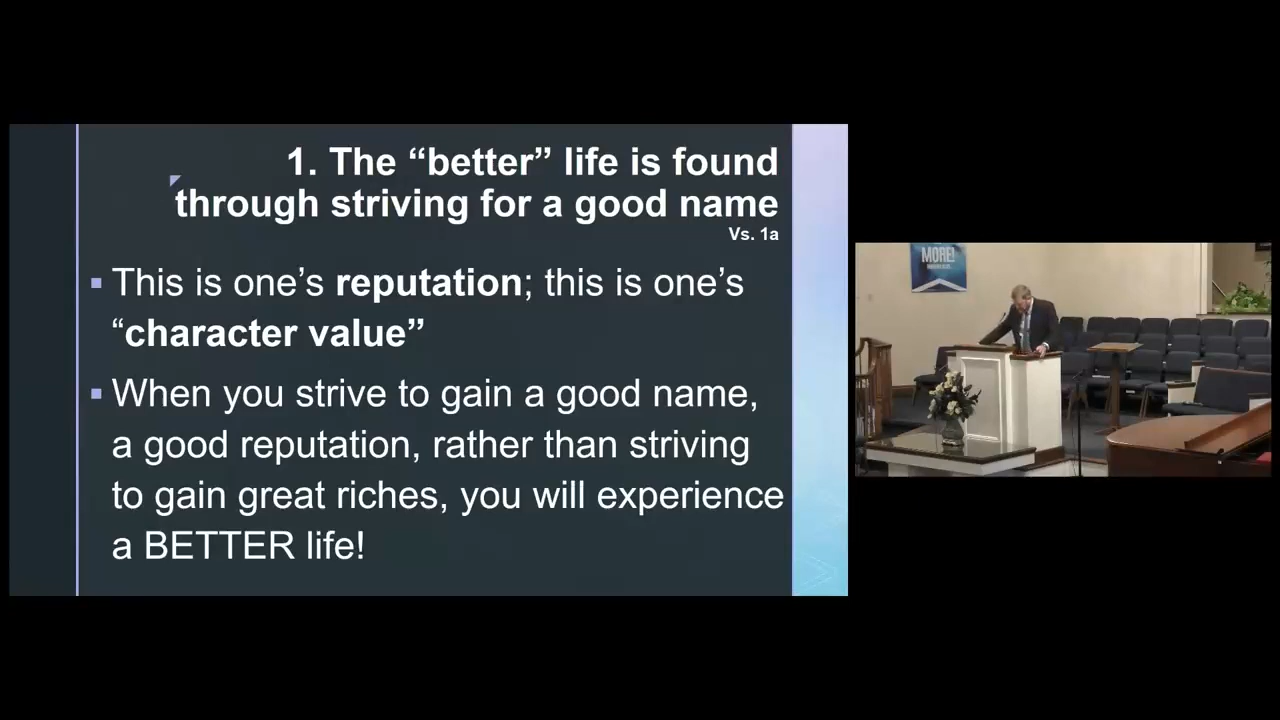 1. The “better” life is found
through striving for a good name
Vs. 1a
▪ This is one’s reputation; this is one’s
“character value”
▪ When you strive to gain a good name,
a good reputation, rather than striving
to gain great riches, you will experience
a BETTER life!
MORE!